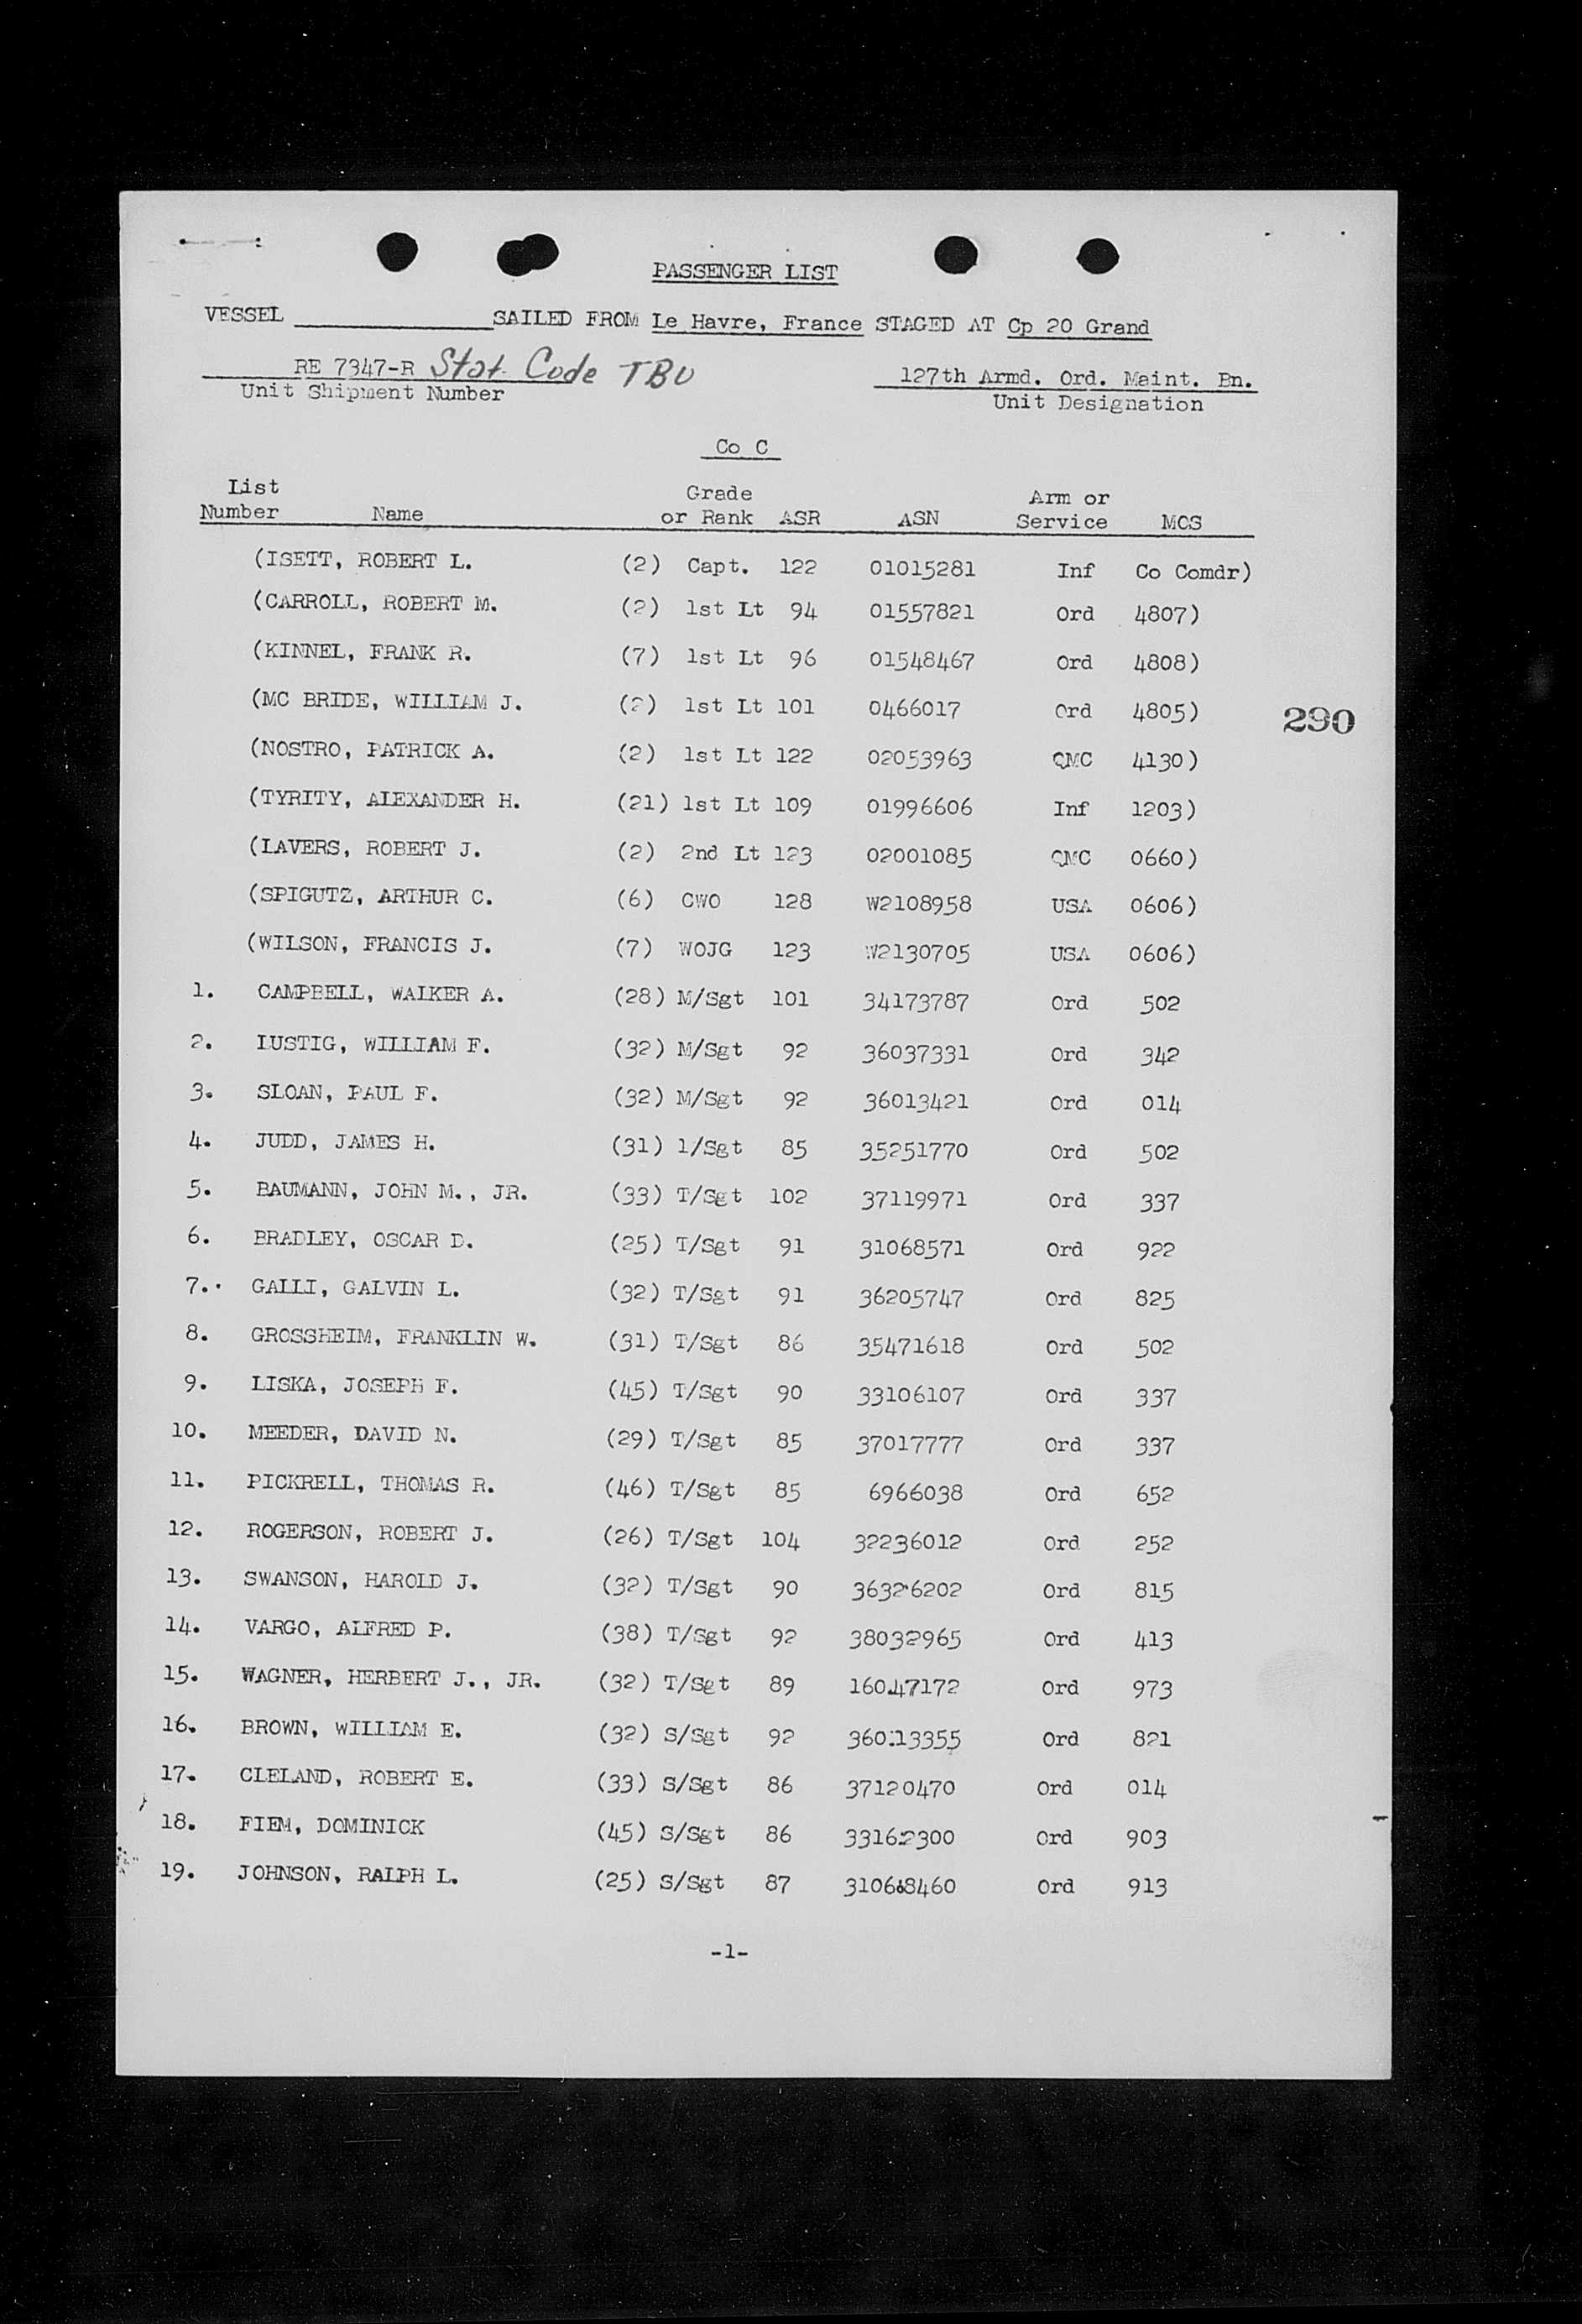 PASSENGER LIST
VESSEL SAILED FROM Le Havre, France STAGED AT Cp 20 Grand
RE 7347-R Stat Code TBU 127th Armd. Ord. Maint. Bn.
Unit Shipment Number Unit Designation
Co C
List Grade Arm or
Number Name or Rank ASR ASN Service MCS
(ISETT, ROBERT L. (2) Capt. 122 01015281 Inf Co Comdr)
(CARROLL, ROBERT M. (2) 1st Lt 94 01557821 Ord 4807)
(KINNEL, FRANK R. (7) 1st Lt 96 01548467 Ord 4808)
(MC BRIDE, WILLIAM J. (2) 1st Lt 101 0466017 Ord 4805)
290
(NOSTRO, PATRICK A. (2) 1st Lt 122 02053963 QMC 4130)
(TYRITY, ALEXANDER H. (21) 1st Lt 109 01996606 Inf 1203)
(LAVERS, ROBERT J. (2) 2nd Lt 123 02001085 QMC 0660)
(SPIGUTZ, ARTHUR C. (6) CWO 128 W2108958 USA 0606)
(WILSON, FRANCIS J. (7) WOJG 123 W2130705 USA 0606)
1. CAMPBELL, WALKER A. (28) M/Sgt 101 34173787 Ord 502
2. LUSTIG, WILLIAM F. (32) M/Sgt 92 36037331 Ord 342
3. SLOAN, PAUL F. (32) M/Sgt 92 36013421 Ord 014
4. JUDD, JAMES H. (31) 1/Sgt 85 35251770 Ord 502
5. BAUMANN, JOHN M., JR. (33) T/Sgt 102 37119971 Ord 337
6. BRADLEY, OSCAR D. (25) T/Sgt 91 31068571 Ord 922
7. GALLI, GALVIN L. (32) T/Sgt 91 36205747 Ord 825
8. GROSSHEIM, FRANKLIN W. (31) T/Sgt 86 35471618 Ord 502
9. LISKA, JOSEPH F. (45) T/Sgt 90 33106107 Ord 337
10. MEEDER, DAVID N. (29) T/Sgt 85 37017777 Ord 337
11. PICKRELL, THOMAS R. (46) T/Sgt 85 6966038 Ord 652
12. ROGERSON, ROBERT J. (26) T/Sgt 104 32236012 Ord 252
13. SWANSON, HAROLD J. (32) T/Sgt 90 36326202 Ord 815
14. VARGO, ALFRED P. (38) T/Sgt 92 38032965 Ord 413
15. WAGNER, HERBERT J., JR. (32) T/Sgt 89 16047172 Ord 973
16. BROWN, WILLIAM E. (32) S/Sgt 92 36013355 Ord 821
17. CLELAND, ROBERT E. (33) S/Sgt 86 37120470 Ord 014
18. FIEM, DOMINICK (45) S/Sgt 86 33162300 Ord 903
19. JOHNSON, RALPH L. (25) S/Sgt 87 31068460 Ord 913
-1-